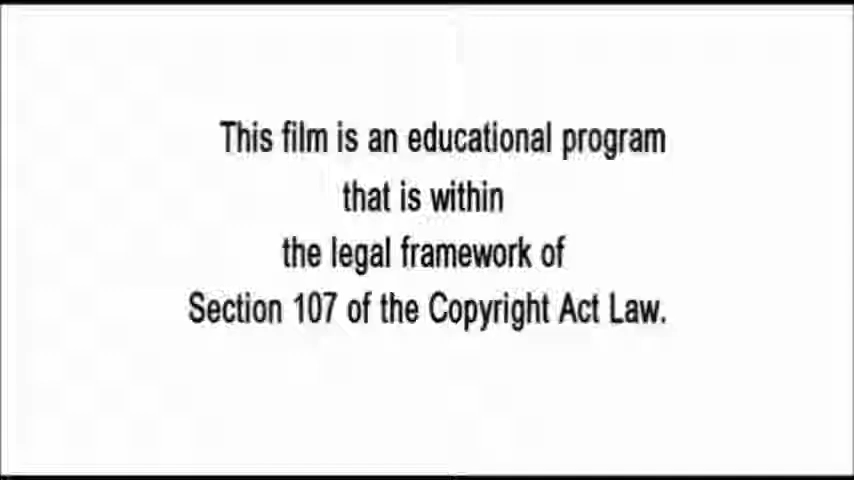 This film is an educational program
that is within
the legal framework of
Section 107 of the Copyright Act Law.